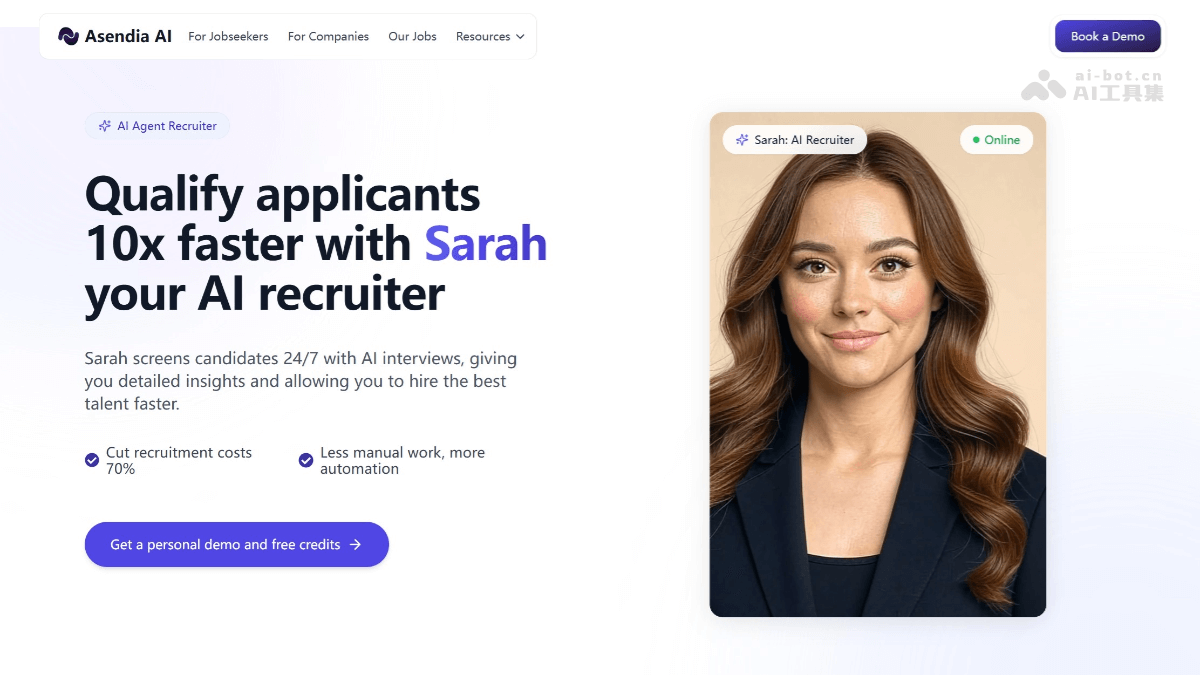 Asendia AI
For Jobseekers
For Companies
Our Jobs
Resources
Book a Demo
ai-bot.cn
AI工具集
AI Agent Recruiter
Sarah: AI Recruiter
Online
Qualify applicants
10x faster with Sarah
your AI recruiter
Sarah screens candidates 24/7 with AI interviews, giving
you detailed insights and allowing you to hire the best
talent faster.
Cut recruitment costs
70%
Less manual work, more
automation
Get a personal demo and free credits